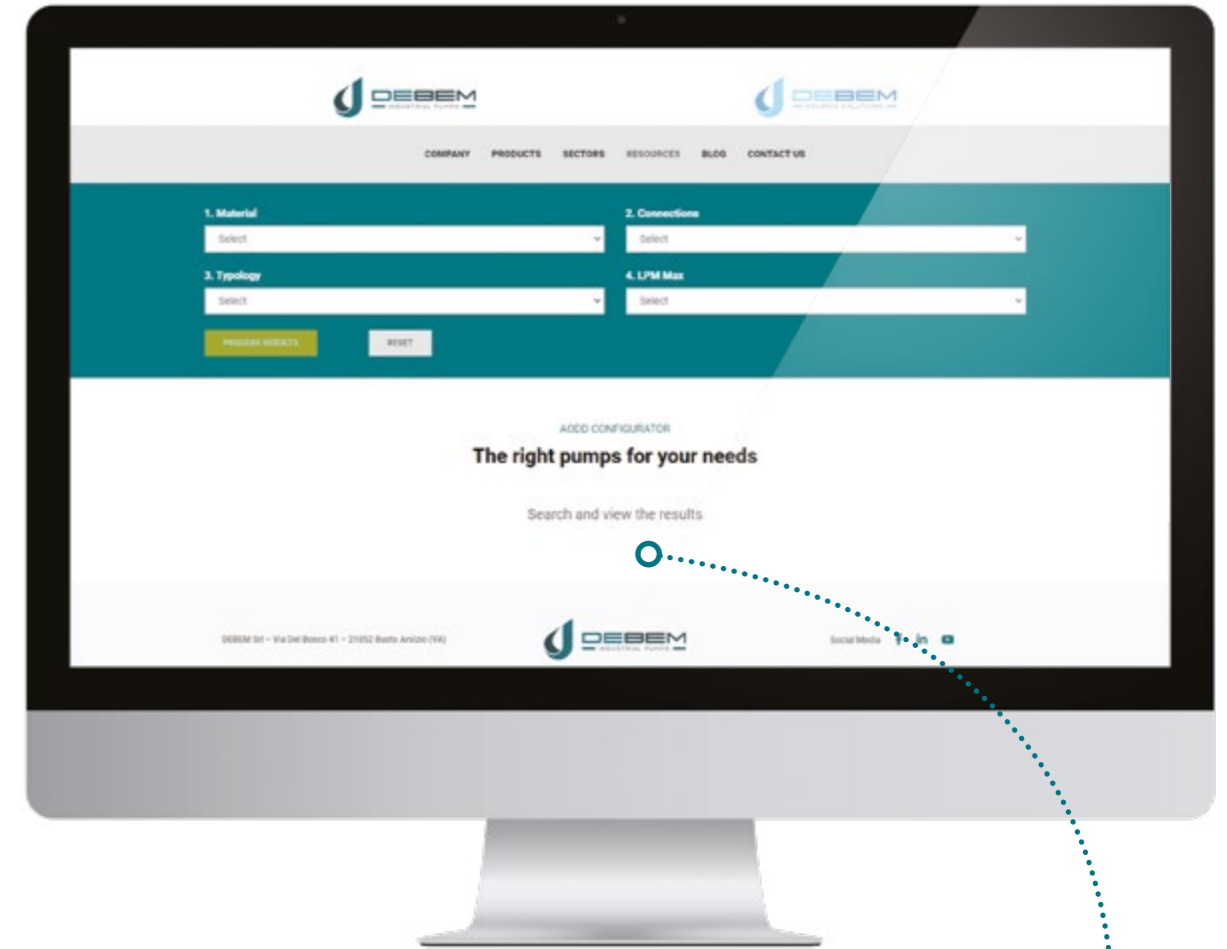 DEBEM
INDUSTRIAL PUMPS
DEBEM
COMPANY PRODUCTS SECTORS RESOURCES BLOG CONTACT US
1. Material
2. Connections
Select
Select
3. Typology
4. LPM Max
Select
Select
PROCESS RESULTS
RESET
AODD CONFIGURATOR
The right pumps for your needs
Search and view the results
DEBEM Srl – Via Del Bosco 41 – 21052 Busto Arsizio (VA)
DEBEM
INDUSTRIAL PUMPS
Social Media f in